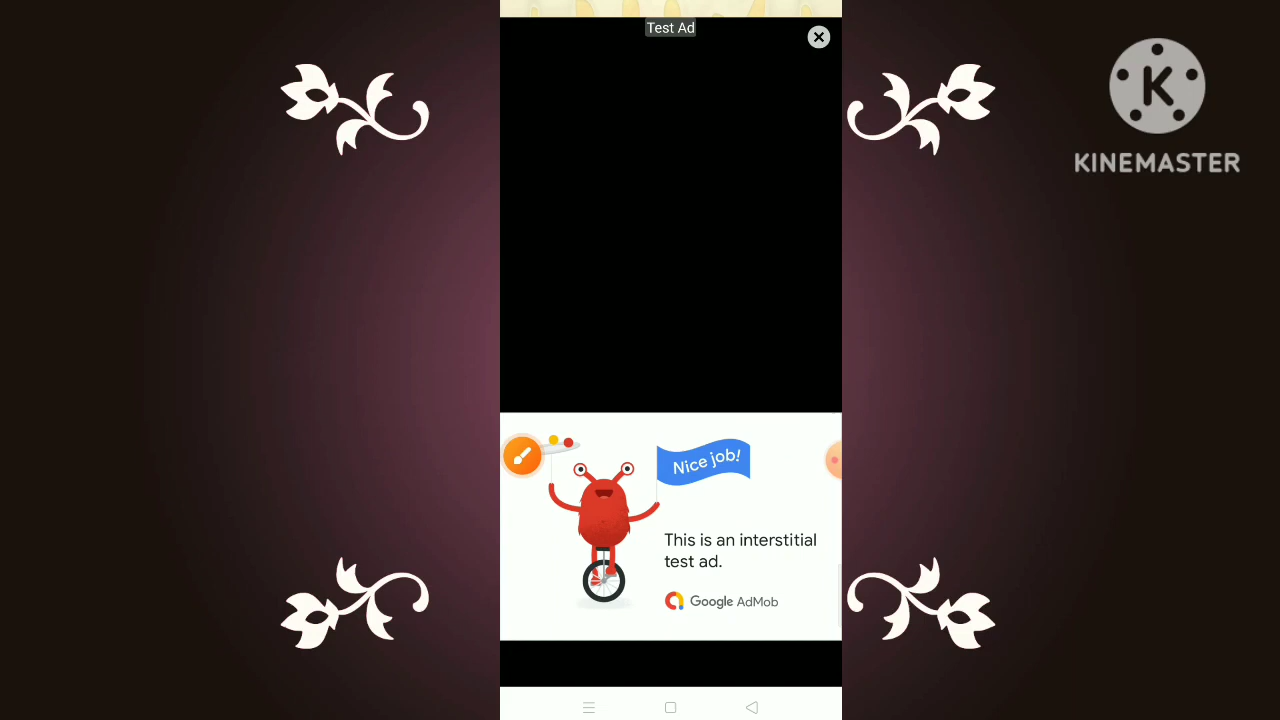 Test Ad
K
KINEMASTER
Nice job!
This is an interstitial
test ad.
Google AdMob